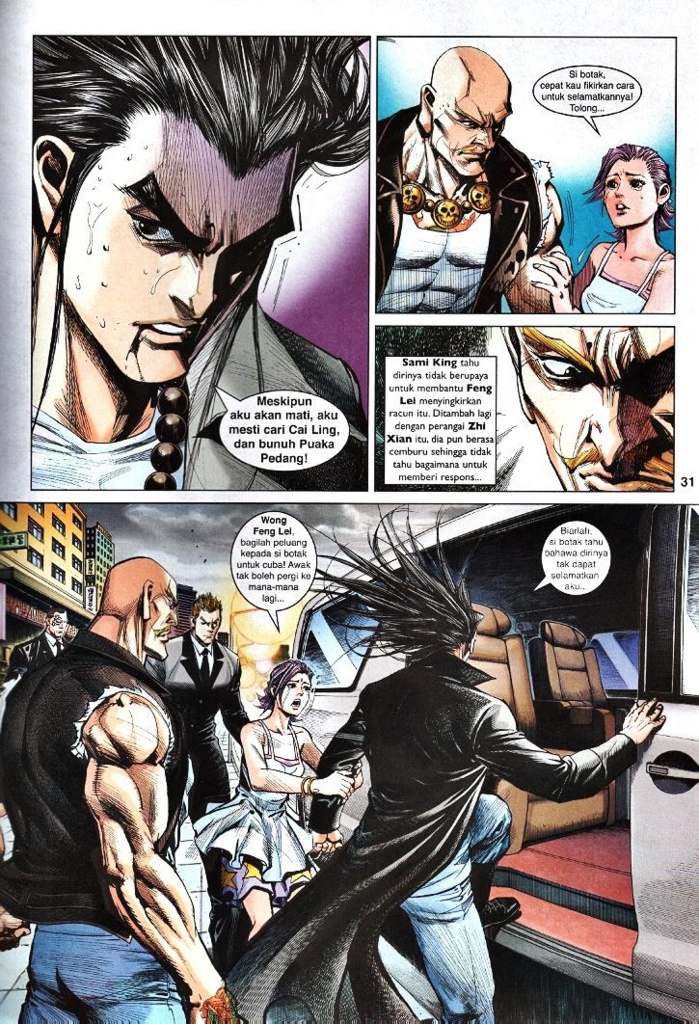 Meskipun
aku akan mati, aku
mesti cari Cai Ling,
dan bunuh Puaka
Pedang!
Si botak,
cepat kau fikirkan cara
untuk selamatkannya!
Tolong...
Sami King tahu
dirinya tidak berupaya
untuk membantu Feng
Lei menyingkirkan
racun itu. Ditambah lagi
dengan perangai Zhi
Xian itu, dia pun berasa
cemburu sehingga tidak
tahu bagaimana untuk
memberi respons...
31
Wong
Feng Lei,
bagilah peluang
kepada si botak
untuk cuba! Awak
tak boleh pergi ke
mana-mana
lagi...
Biarlah,
si botak tahu
bahawa dirinya
tak dapat
selamatkan
aku...